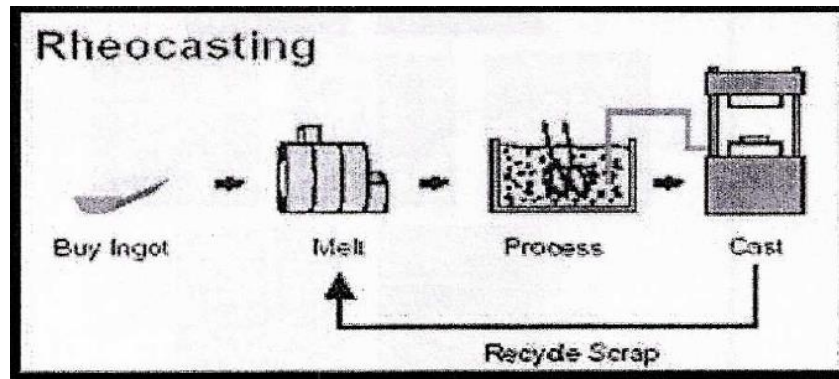 Rheocasting
Buy Ingot
Melt
Process
Cast
Recycle Scrap